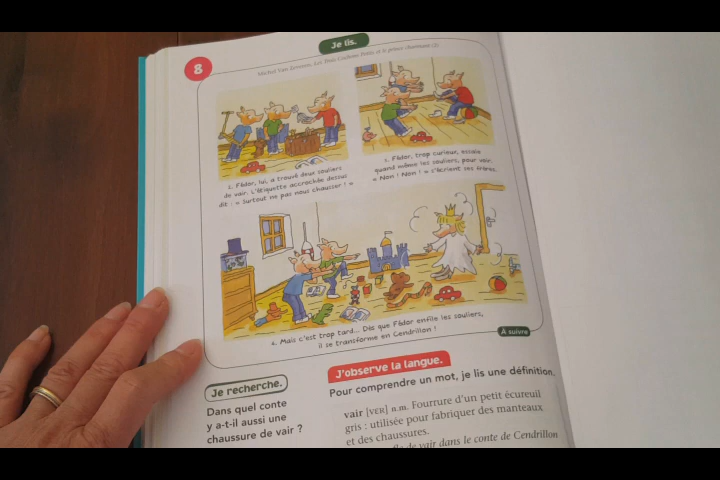 Je lis.
8
Michel Van Zeveren, Les Trois Cochons Petits et le prince charmant (2)
2. Fédor, lui, a trouvé deux souliers
de vair. L'étiquette accrochée dessus
dit : « Surtout ne pas nous chausser ! »
3. Fédor, trop curieux, essaie
quand même les souliers, pour voir.
« Non ! Non ! » s'écrient ses frères.
4. Mais c'est trop tard... Dès que Fédor enfile les souliers,
il se transforme en Cendrillon !
À suivre
Je recherche.
Dans quel conte
y a-t-il aussi une
chaussure de vair ?
J'observe la langue.
Pour comprendre un mot, je lis une définition.
vair [VER] n.m. Fourrure d'un petit écureuil
gris : utilisée pour fabriquer des manteaux
et des chaussures.
de vair dans le conte de Cendrillon